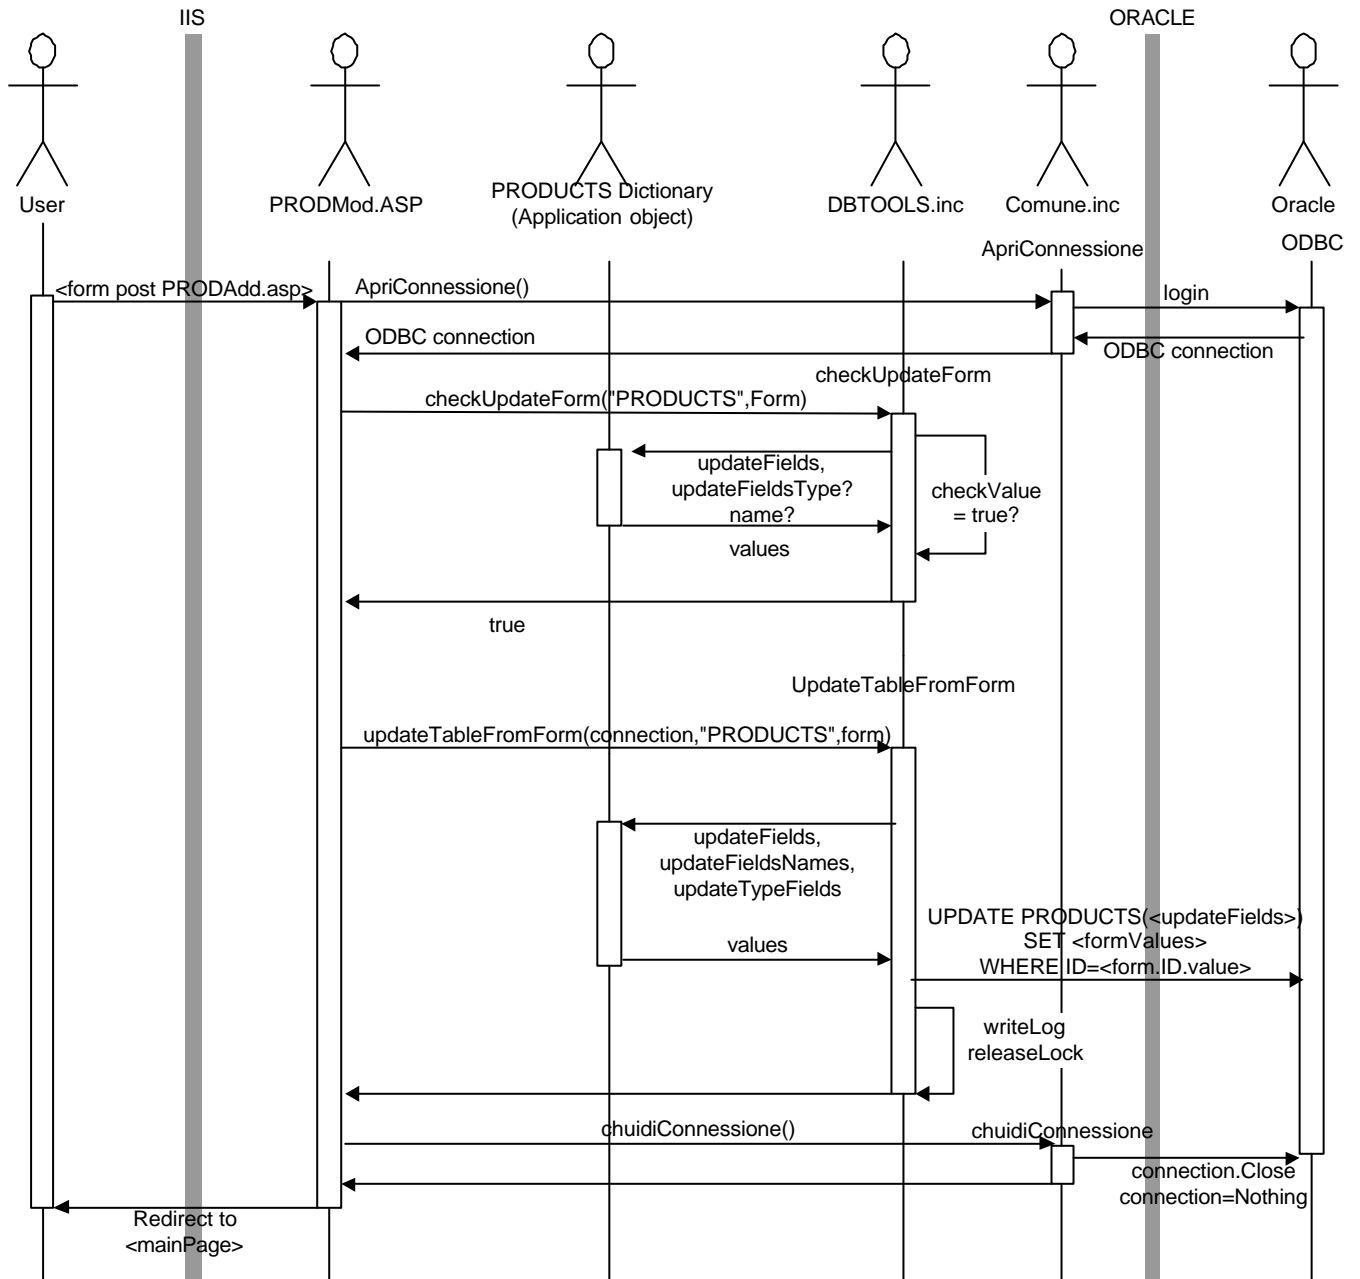 IIS
ORACLE
User
PRODMod.ASP
PRODUCTS Dictionary
(Application object)
DBTOOLS.inc
Comune.inc
Oracle
ApriConnessione
ODBC
<form post PRODAdd.asp>
ApriConnessione()
login
ODBC connection
ODBC connection
checkUpdateForm
checkUpdateForm("PRODUCTS",Form)
updateFields,
updateFieldsType?
name?
checkValue
= true?
values
true
UpdateTableFromForm
updateTableFromForm(connection,"PRODUCTS",form)
updateFields,
updateFieldsNames,
updateTypeFields
UPDATE PRODUCTS(<updateFields>)
SET <formValues>
WHERE ID=<form.ID.value>
values
writeLog
releaseLock
chuidiConnessione()
chuidiConnessione
connection.Close
connection=Nothing
Redirect to
<mainPage>